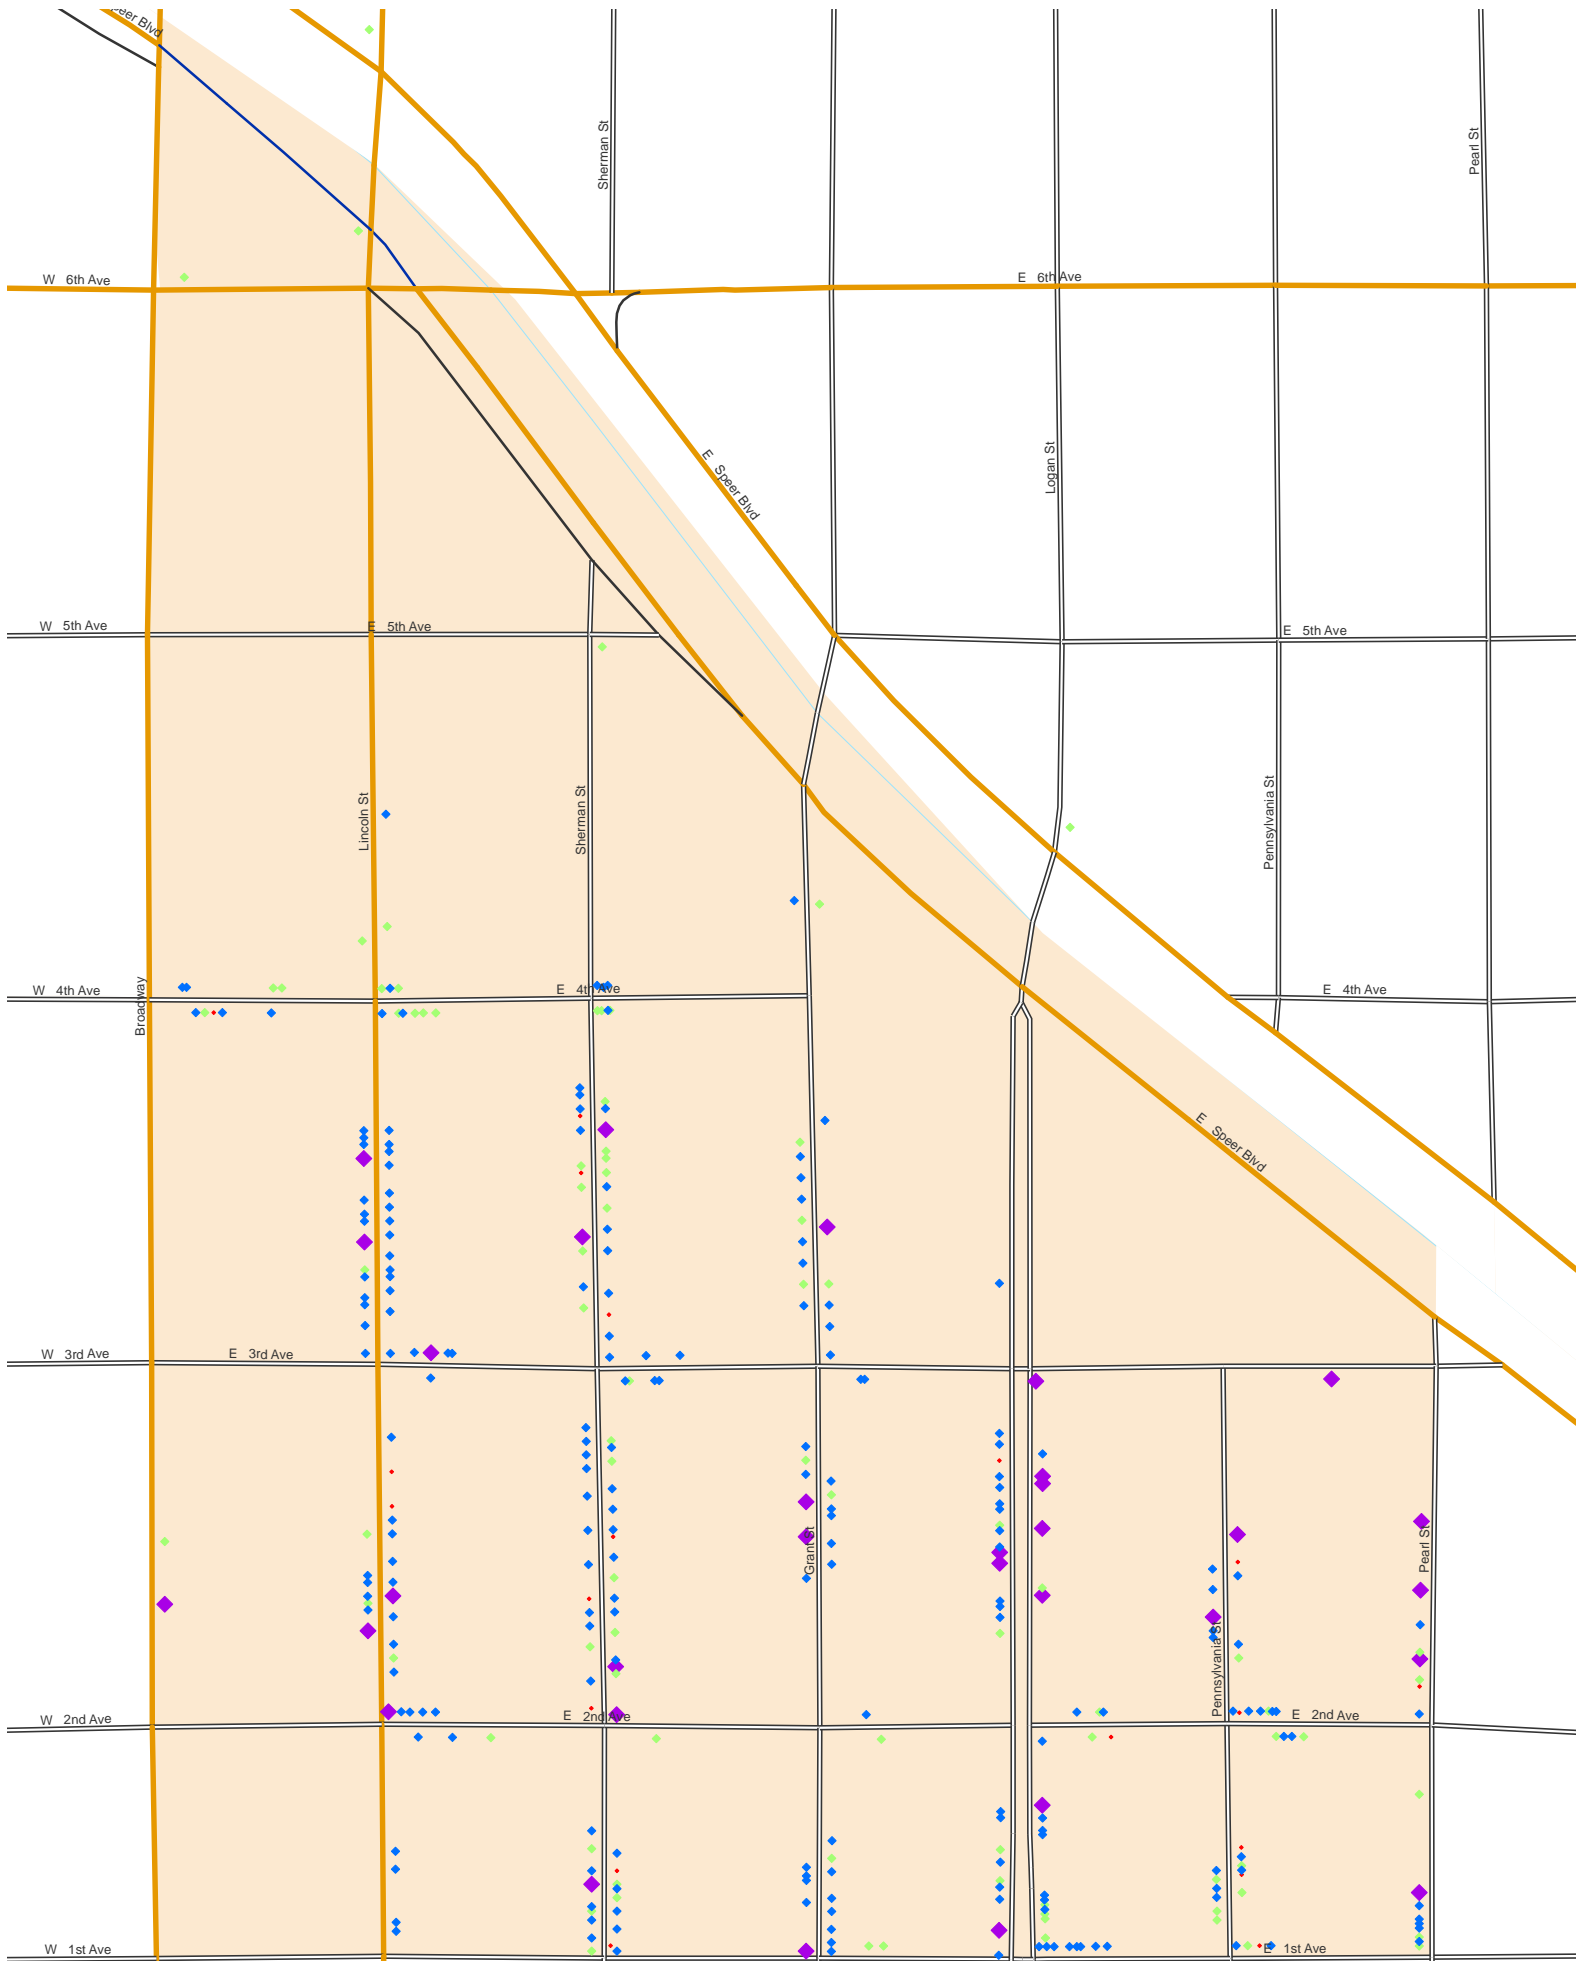 Speer Blvd
Sherman St
Pearl St
W 6th Ave
E 6th Ave
Logan St
E Speer Blvd
W 5th Ave
E 5th Ave
E 5th Ave
Lincoln St
Sherman St
Pennsylvania St
Broadway
W 4th Ave
E 4th Ave
E 4th Ave
E Speer Blvd
W 3rd Ave
E 3rd Ave
Grant St
Pearl St
Pennsylvania St
W 2nd Ave
E 2nd Ave
E 2nd Ave
W 1st Ave
E 1st Ave